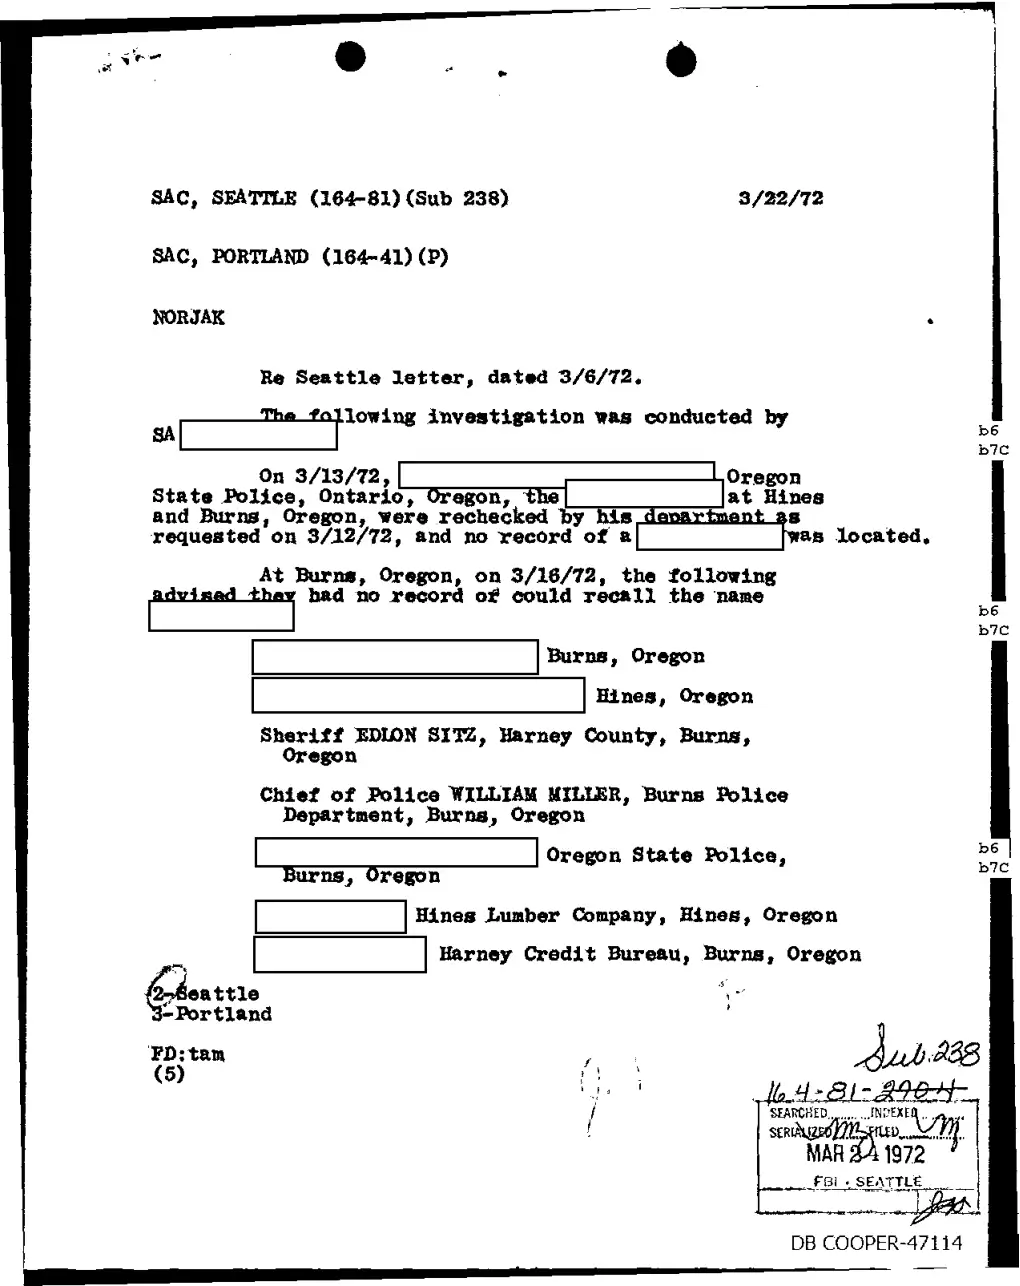 SAC, SEATTLE (164-81)(Sub 238) 3/22/72
SAC, PORTLAND (164-41)(P)
NORJAK
Re Seattle letter, dated 3/6/72.
The following investigation was conducted by
SA
b6
b7C
On 3/13/72, Oregon
State Police, Ontario, Oregon, the at Hines
and Burns, Oregon, were rechecked by his department as
requested on 3/12/72, and no record of a was located.
At Burns, Oregon, on 3/16/72, the following
advised they had no record of could recall the name
b6
b7C
Burns, Oregon
Hines, Oregon
Sheriff EDLON SITZ, Harney County, Burns,
Oregon
Chief of Police WILLIAM MILLER, Burns Police
Department, Burns, Oregon
Oregon State Police,
Burns, Oregon
b6
b7C
Hines Lumber Company, Hines, Oregon
Harney Credit Bureau, Burns, Oregon
2-Seattle
3-Portland
FD:tam
(5)
Sub 238
164-81-2904
SEARCHED INDEXED
SERIALIZED FILED
MAR 24 1972
FBI - SEATTLE
DB COOPER-47114